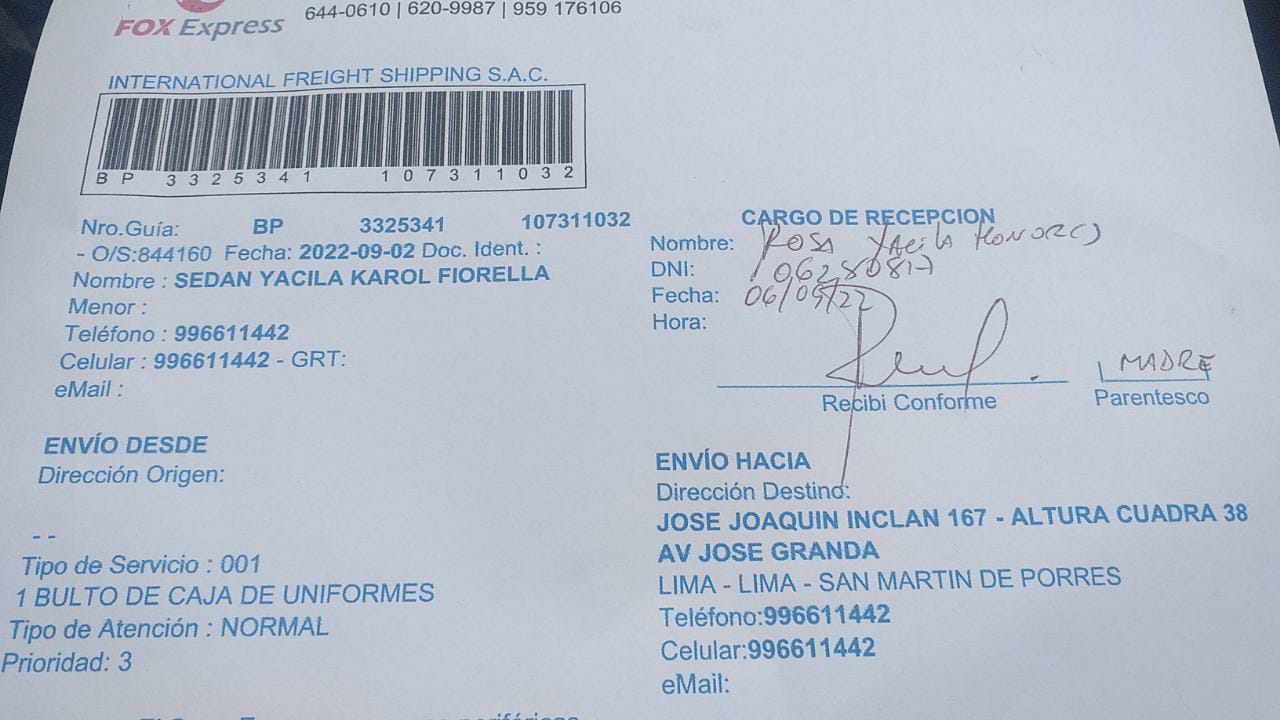 644-0610 | 620-9987 | 959 176106
FOX Express
INTERNATIONAL FREIGHT SHIPPING S.A.C.
BP 3325341 107311032
Nro.Guía: BP 3325341 107311032
- O/S:844160 Fecha: 2022-09-02 Doc. Ident. :
Nombre : SEDAN YACILA KAROL FIORELLA
Menor :
Teléfono : 996611442
Celular : 996611442 - GRT:
eMail :
CARGO DE RECEPCION
Nombre: ROSA YACILA HONORES
DNI: 06280817
Fecha: 06/09/22
Hora:
Recibi Conforme
MADRE
Parentesco
ENVÍO DESDE
Dirección Origen:
- -
Tipo de Servicio : 001
1 BULTO DE CAJA DE UNIFORMES
Tipo de Atención : NORMAL
Prioridad: 3
ENVÍO HACIA
Dirección Destino:
JOSE JOAQUIN INCLAN 167 - ALTURA CUADRA 38
AV JOSE GRANDA
LIMA - LIMA - SAN MARTIN DE PORRES
Teléfono:996611442
Celular:996611442
eMail: